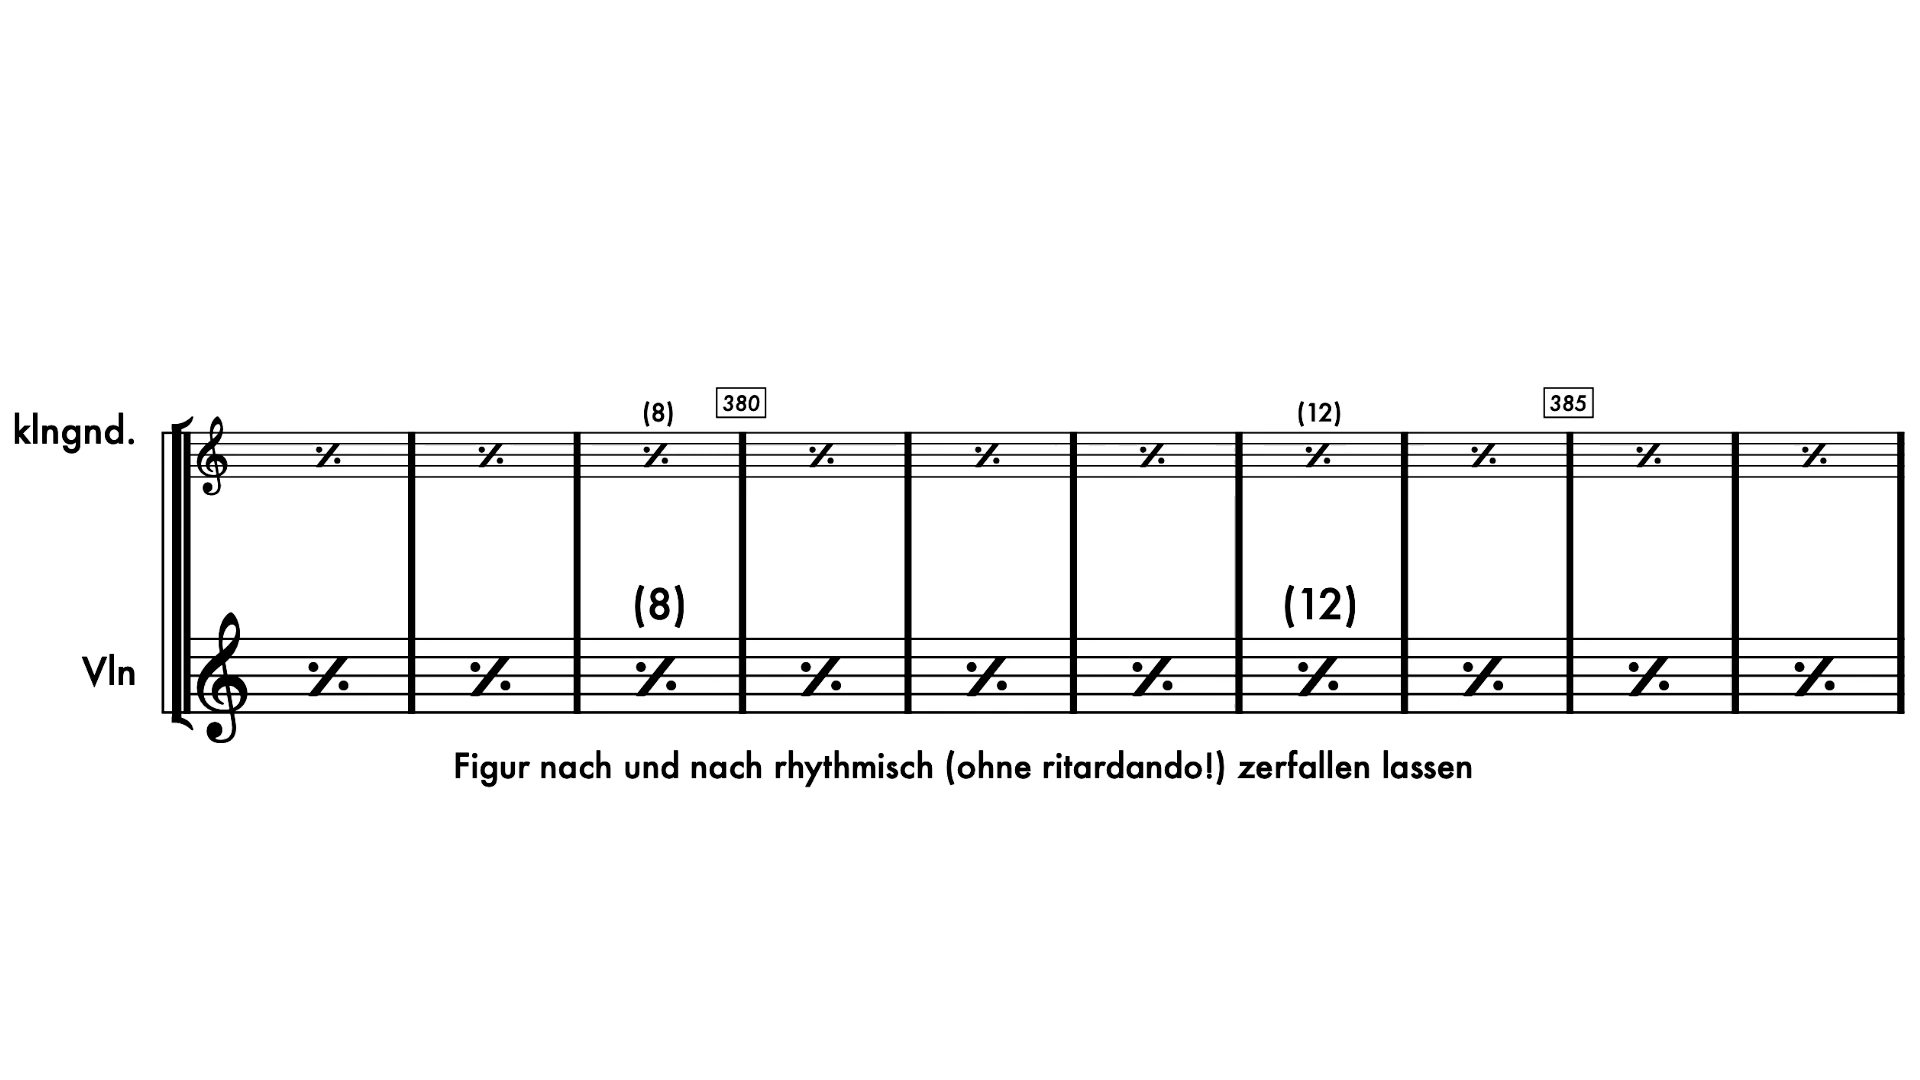 (8) 380 (12) 385
klngnd.
(8) (12)
Vln
Figur nach und nach rhythmisch (ohne ritardando!) zerfallen lassen